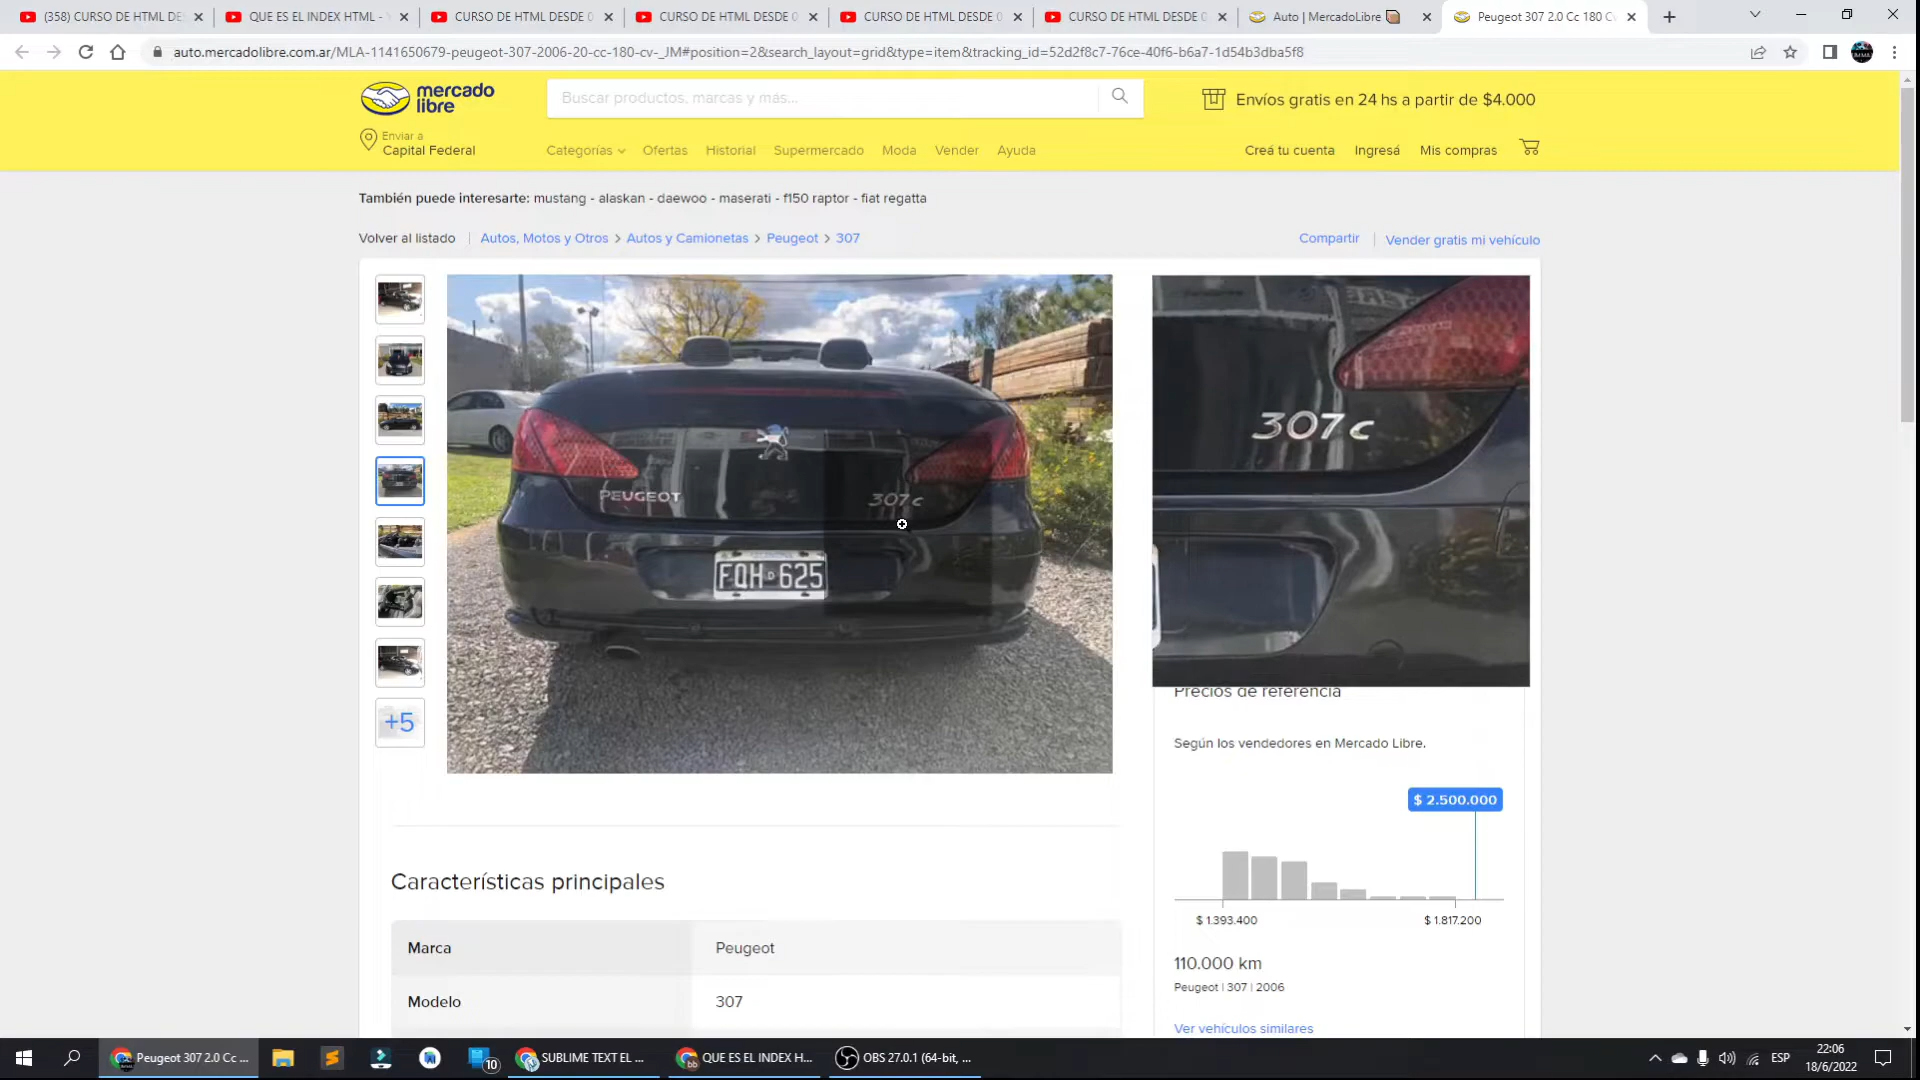 (358) CURSO DE HTML DE
QUE ES EL INDEX HTML -
CURSO DE HTML DESDE 0
CURSO DE HTML DESDE 0
CURSO DE HTML DESDE 0
CURSO DE HTML DESDE 0
Auto | MercadoLibre
Peugeot 307 2.0 Cc 180 Cv
auto.mercadolibre.com.ar/MLA-1141650679-peugeot-307-2006-20-cc-180-cv-_JM#position=2&search_layout=grid&type=item&tracking_id=52d2f8c7-76ce-40f6-b6a7-1d54b3dba5f8
mercado
libre
Buscar productos, marcas y más...
Envíos gratis en 24 hs a partir de $4.000
Enviar a
Capital Federal
Categorías Ofertas Historial Supermercado Moda Vender Ayuda
Creá tu cuenta Ingresá Mis compras
También puede interesarte: mustang - alaskan - daewoo - maserati - f150 raptor - fiat regatta
Volver al listado | Autos, Motos y Otros > Autos y Camionetas > Peugeot > 307
Compartir | Vender gratis mi vehículo
PEUGEOT
307c
FQH 625
307c
+5
Precios de referencia
Según los vendedores en Mercado Libre.
$ 2.500.000
$ 1.393.400
$ 1.817.200
110.000 km
Peugeot | 307 | 2006
Ver vehículos similares
Características principales
Marca Peugeot
Modelo 307
Peugeot 307 2.0 Cc ...
10
SUBLIME TEXT EL ...
QUE ES EL INDEX H...
OBS 27.0.1 (64-bit, ...
ESP
22:06
18/6/2022